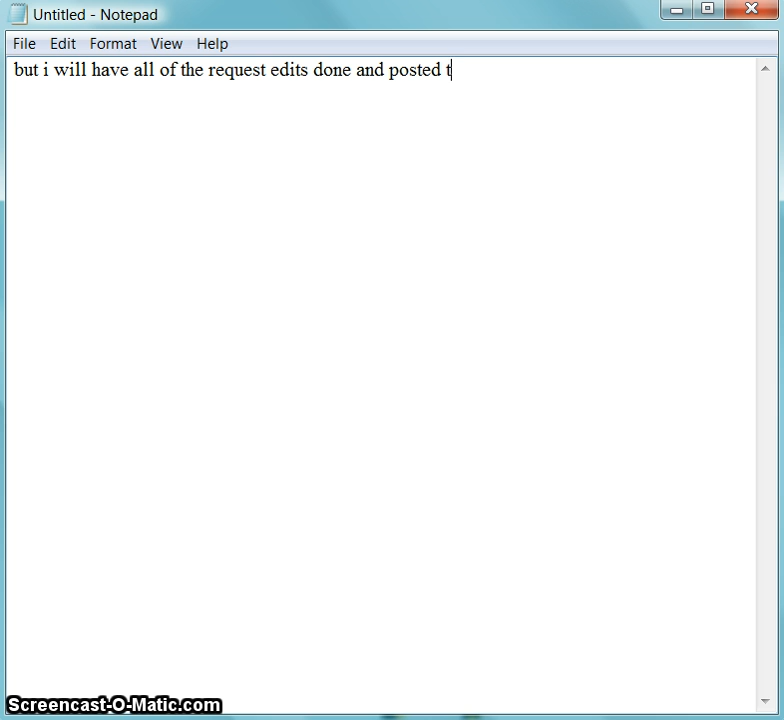 Untitled - Notepad
File Edit Format View Help
but i will have all of the request edits done and posted t
Screencast-O-Matic.com